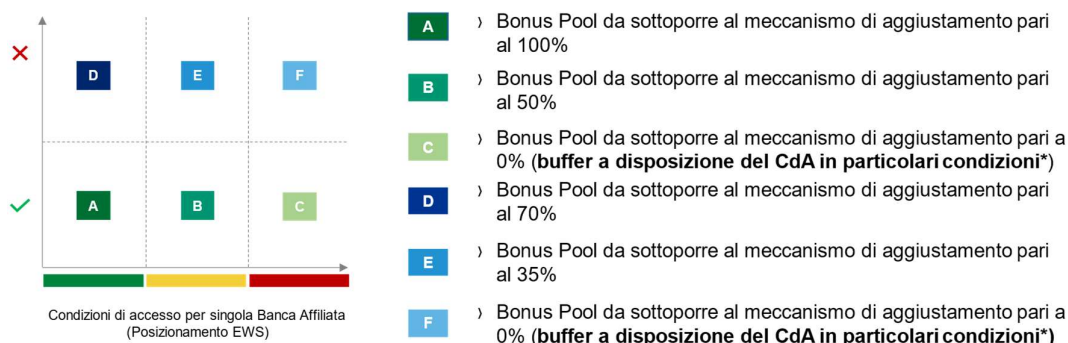 D
E
F
A
B
C
Condizioni di accesso per singola Banca Affiliata
(Posizionamento EWS)
A
› Bonus Pool da sottoporre al meccanismo di aggiustamento pari
al 100%
B
› Bonus Pool da sottoporre al meccanismo di aggiustamento pari
al 50%
C
› Bonus Pool da sottoporre al meccanismo di aggiustamento pari a
0% (buffer a disposizione del CdA in particolari condizioni*)
D
› Bonus Pool da sottoporre al meccanismo di aggiustamento pari
al 70%
E
› Bonus Pool da sottoporre al meccanismo di aggiustamento pari
al 35%
F
› Bonus Pool da sottoporre al meccanismo di aggiustamento pari a
0% (buffer a disposizione del CdA in particolari condizioni*)